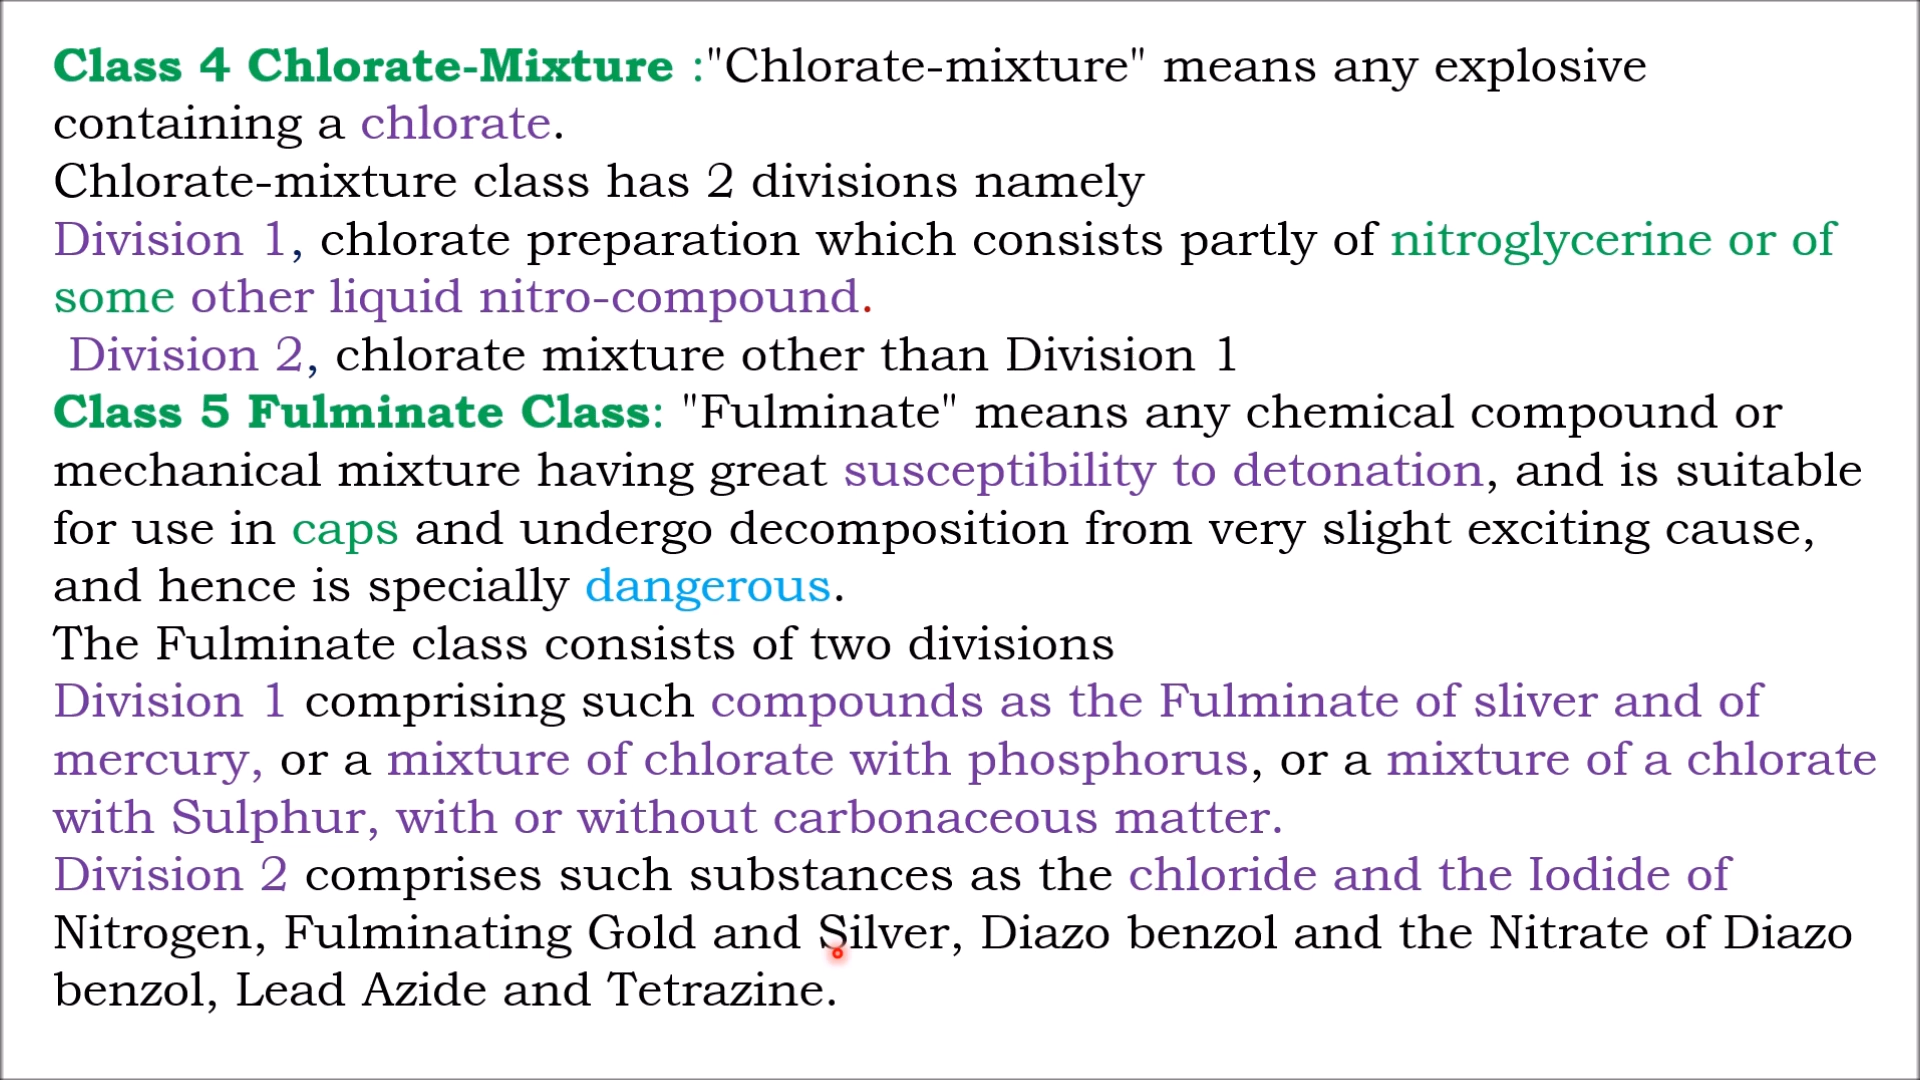 Class 4 Chlorate-Mixture :"Chlorate-mixture" means any explosive
containing a chlorate.
Chlorate-mixture class has 2 divisions namely
Division 1, chlorate preparation which consists partly of nitroglycerine or of
some other liquid nitro-compound.
Division 2, chlorate mixture other than Division 1
Class 5 Fulminate Class: "Fulminate" means any chemical compound or
mechanical mixture having great susceptibility to detonation, and is suitable
for use in caps and undergo decomposition from very slight exciting cause,
and hence is specially dangerous.
The Fulminate class consists of two divisions
Division 1 comprising such compounds as the Fulminate of sliver and of
mercury, or a mixture of chlorate with phosphorus, or a mixture of a chlorate
with Sulphur, with or without carbonaceous matter.
Division 2 comprises such substances as the chloride and the Iodide of
Nitrogen, Fulminating Gold and Silver, Diazo benzol and the Nitrate of Diazo
benzol, Lead Azide and Tetrazine.